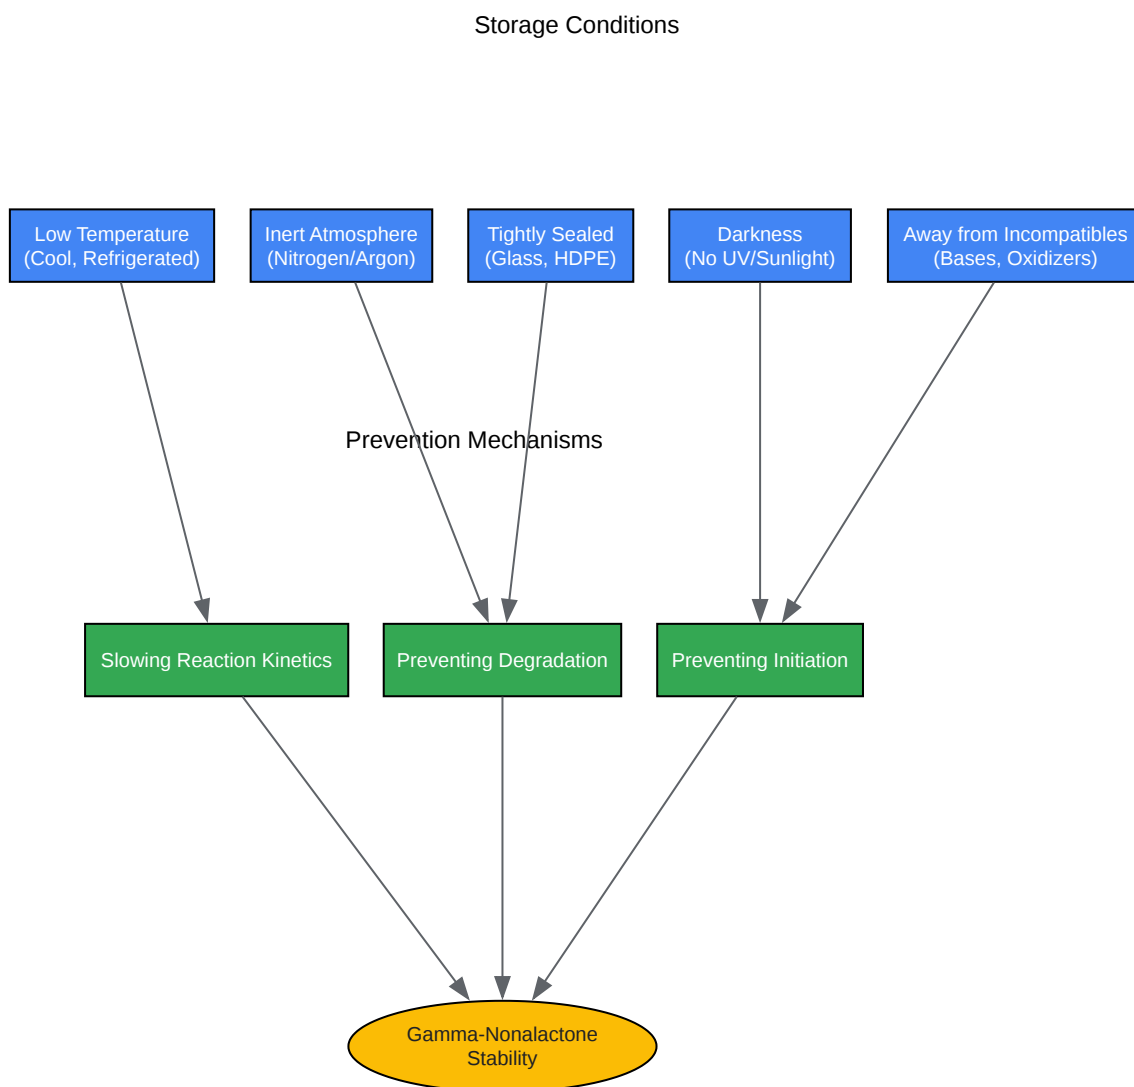 Storage Conditions
Low Temperature
(Cool, Refrigerated)
Inert Atmosphere
(Nitrogen/Argon)
Tightly Sealed
(Glass, HDPE)
Darkness
(No UV/Sunlight)
Away from Incompatibles
(Bases, Oxidizers)
Prevention Mechanisms
Slowing Reaction Kinetics
Preventing Degradation
Preventing Initiation
Gamma-Nonalactone
Stability